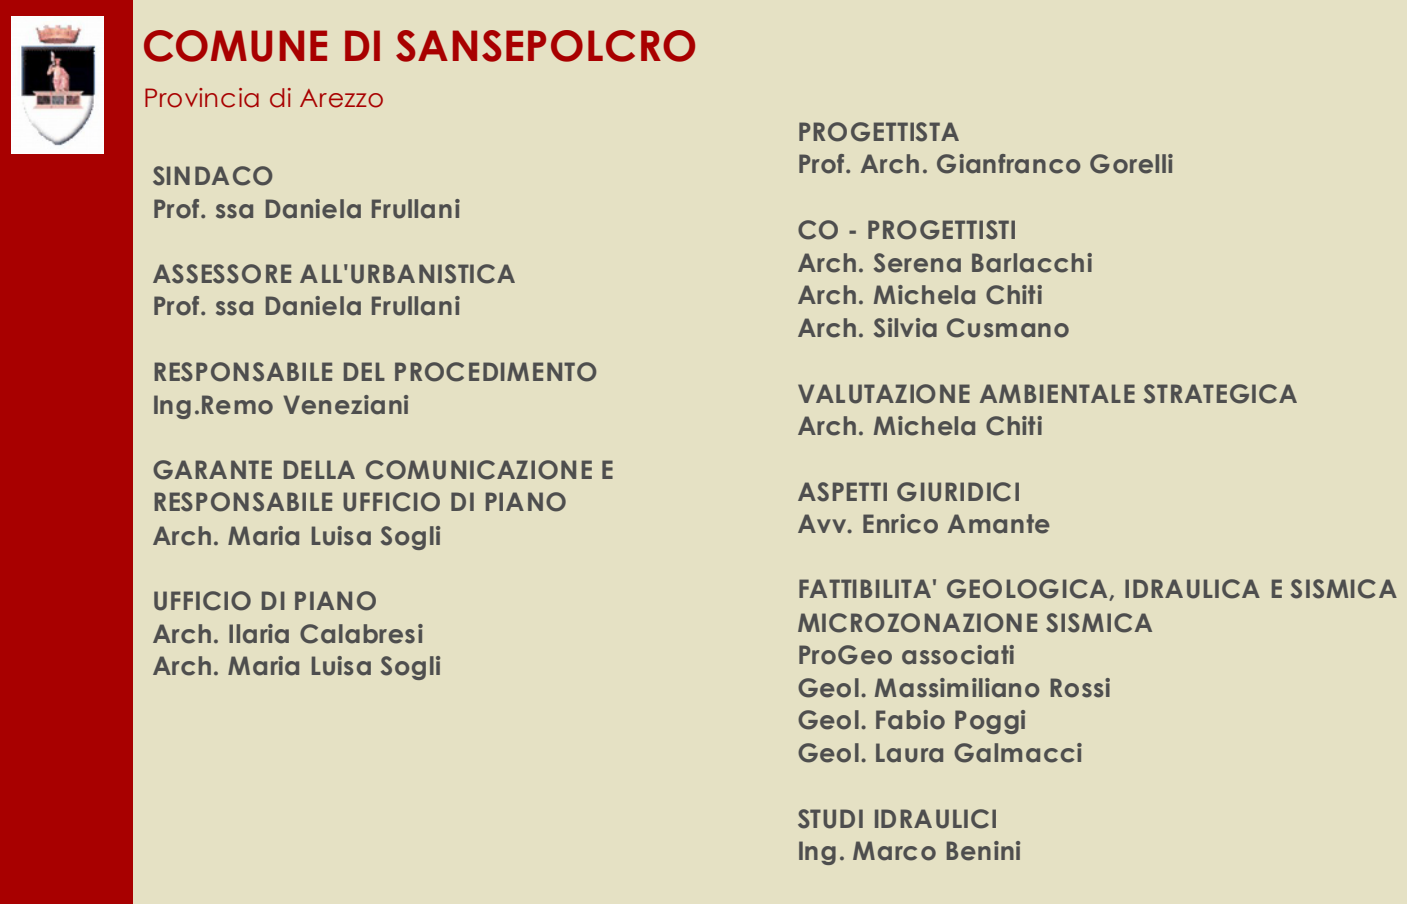 COMUNE DI SANSEPOLCRO
Provincia di Arezzo
SINDACO
Prof. ssa Daniela Frullani
ASSESSORE ALL'URBANISTICA
Prof. ssa Daniela Frullani
RESPONSABILE DEL PROCEDIMENTO
Ing.Remo Veneziani
GARANTE DELLA COMUNICAZIONE E
RESPONSABILE UFFICIO DI PIANO
Arch. Maria Luisa Sogli
UFFICIO DI PIANO
Arch. Ilaria Calabresi
Arch. Maria Luisa Sogli
PROGETTISTA
Prof. Arch. Gianfranco Gorelli
CO - PROGETTISTI
Arch. Serena Barlacchi
Arch. Michela Chiti
Arch. Silvia Cusmano
VALUTAZIONE AMBIENTALE STRATEGICA
Arch. Michela Chiti
ASPETTI GIURIDICI
Avv. Enrico Amante
FATTIBILITA' GEOLOGICA, IDRAULICA E SISMICA
MICROZONAZIONE SISMICA
ProGeo associati
Geol. Massimiliano Rossi
Geol. Fabio Poggi
Geol. Laura Galmacci
STUDI IDRAULICI
Ing. Marco Benini